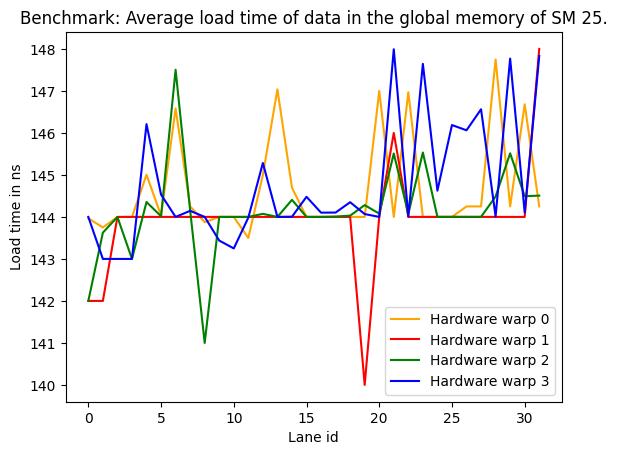 Benchmark: Average load time of data in the global memory of SM 25.
Load time in ns
148
147
146
145
144
143
142
141
140
Hardware warp 0
Hardware warp 1
Hardware warp 2
Hardware warp 3
0 5 10 15 20 25 30
Lane id